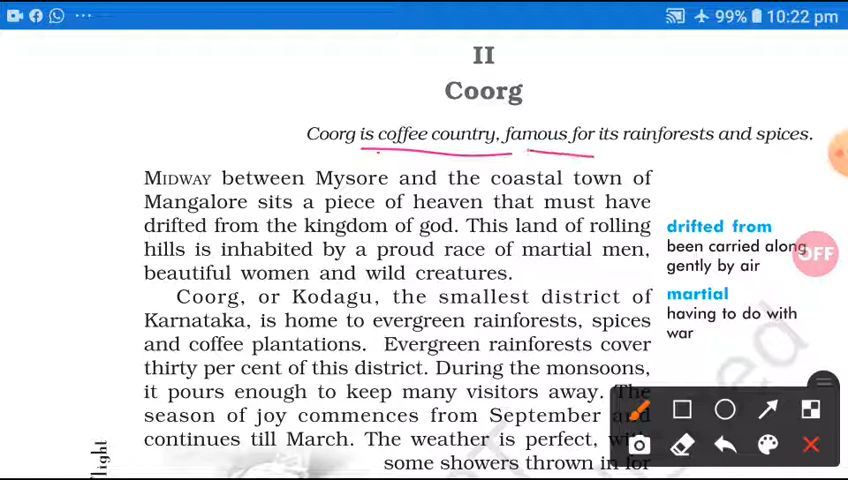 99% 10:22 pm
II
Coorg
Coorg is coffee country, famous for its rainforests and spices.
MIDWAY between Mysore and the coastal town of
Mangalore sits a piece of heaven that must have
drifted from the kingdom of god. This land of rolling
hills is inhabited by a proud race of martial men,
beautiful women and wild creatures.
Coorg, or Kodagu, the smallest district of
Karnataka, is home to evergreen rainforests, spices
and coffee plantations. Evergreen rainforests cover
thirty per cent of this district. During the monsoons,
it pours enough to keep many visitors away. The
season of joy commences from September and
continues till March. The weather is perfect, with
some showers thrown in for
drifted from
been carried along
gently by air
martial
having to do with
war
OFF
flight